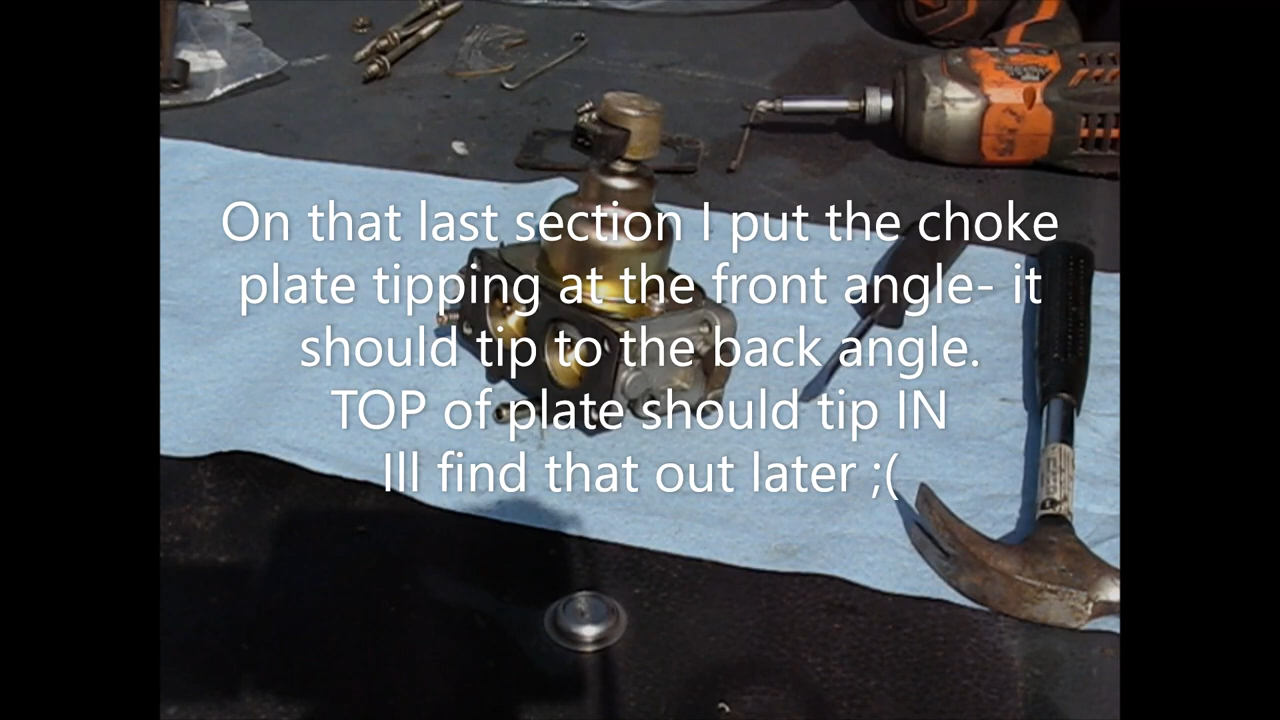 On that last section I put the choke
plate tipping at the front angle- it
should tip to the back angle.
TOP of plate should tip IN
Ill find that out later ;(